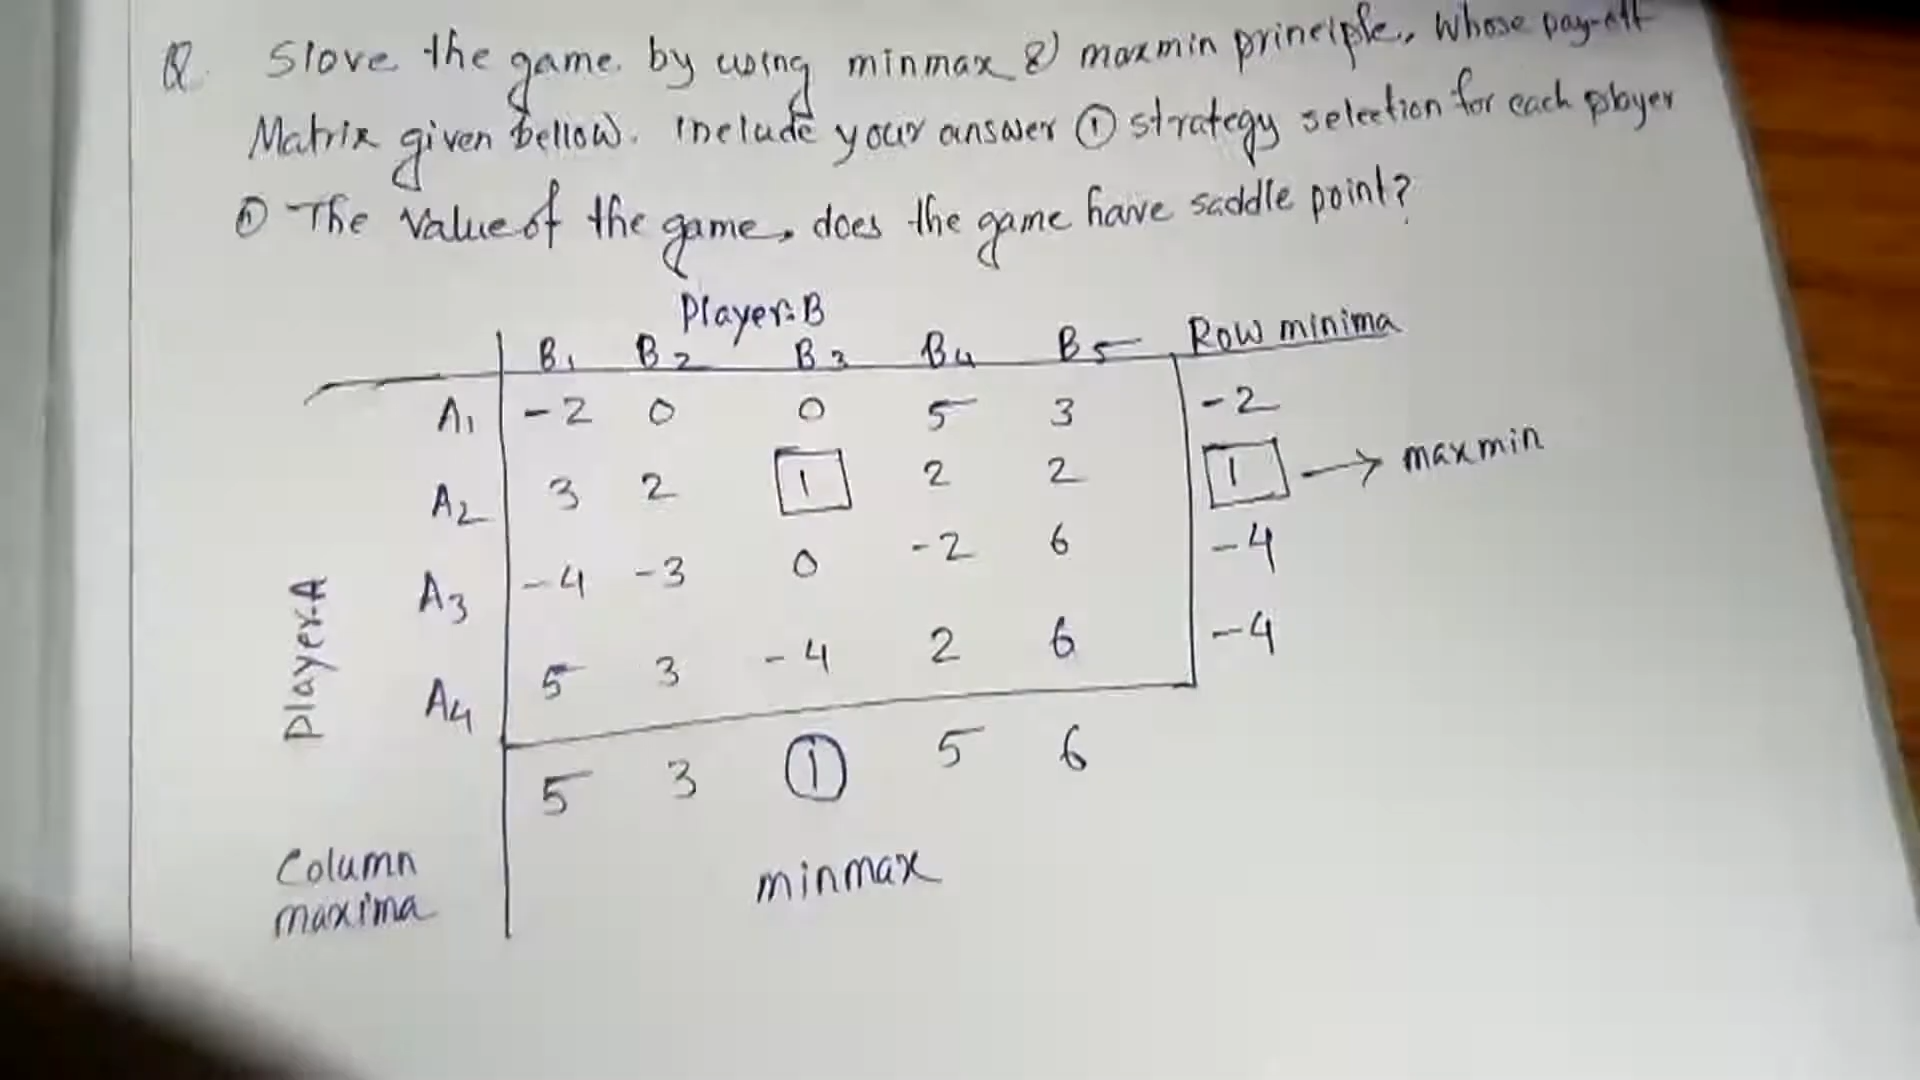 Q. Slove the game. by using minmax & maxmin principle., Whose pay-off
Matrix given bellow. Include your answer ① strategy selection for each player
① The Value of the game, does the game have saddle point?
Player:B
B1 B2 B3 B4 B5 Row minima
A1 -2 0 0 5 3 -2
A2 3 2 1 2 2 1 → maxmin
A3 -4 -3 0 -2 6 -4
A4 5 3 -4 2 6 -4
Player.A
5 3 1 5 6
Column
maxima
minmax